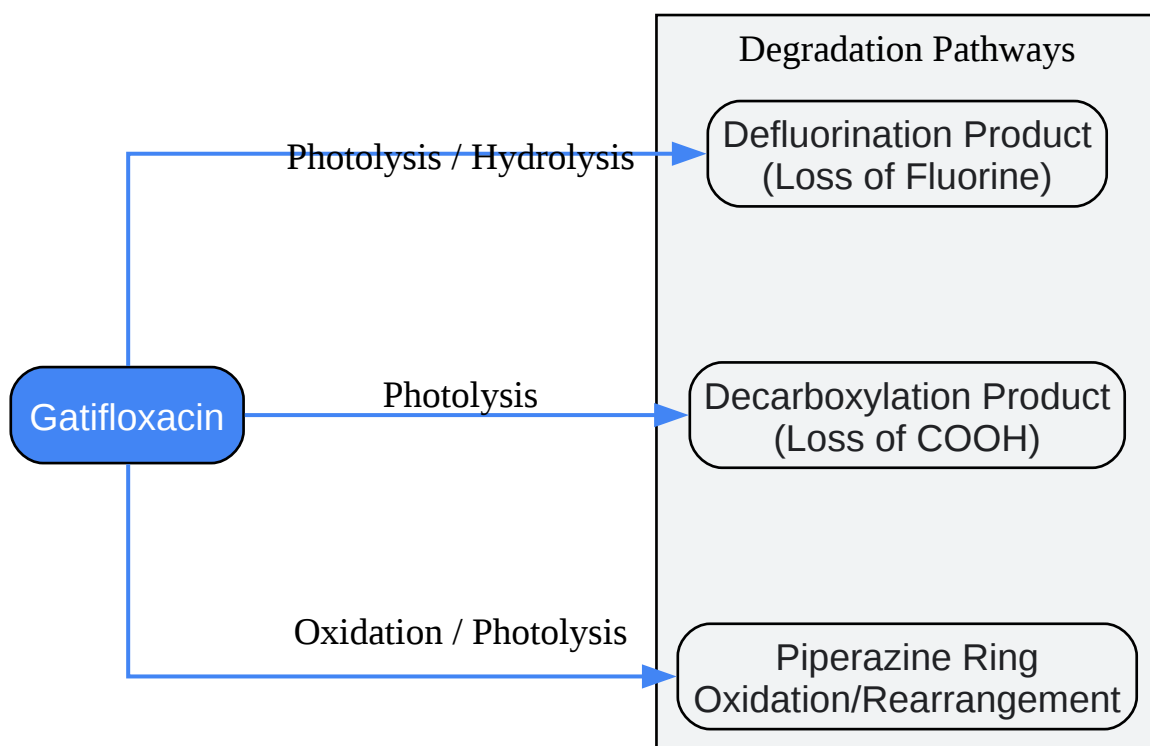 Degradation Pathways
Photolysis / Hydrolysis
Defluorination Product
(Loss of Fluorine)
Gatifloxacin
Photolysis
Decarboxylation Product
(Loss of COOH)
Oxidation / Photolysis
Piperazine Ring
Oxidation/Rearrangement